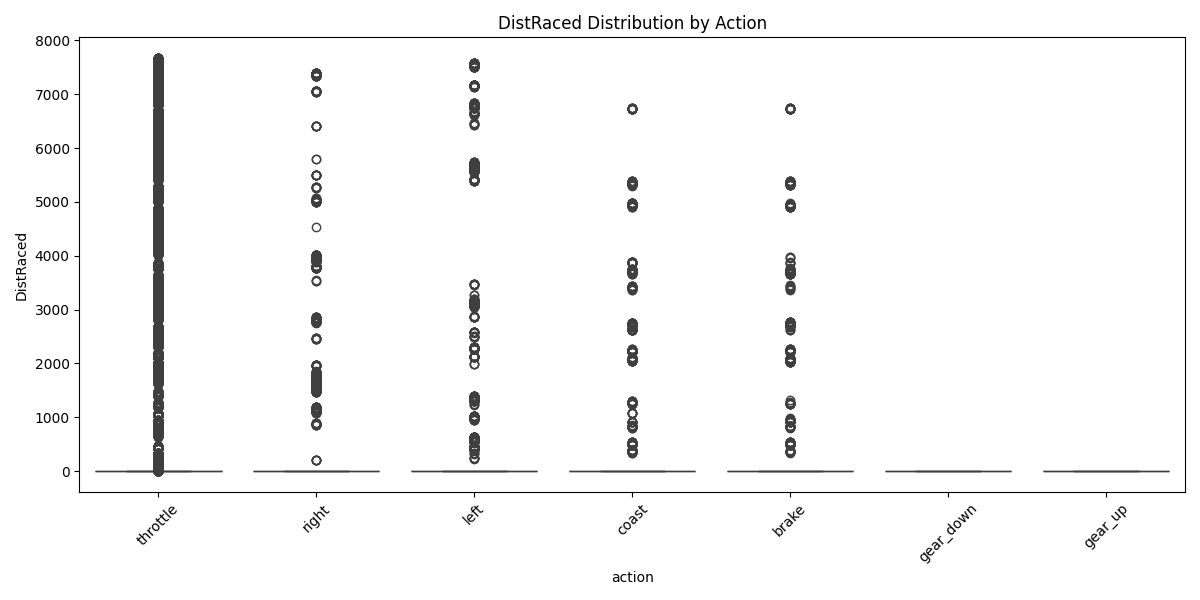 DistRaced Distribution by Action
DistRaced
8000
7000
6000
5000
4000
3000
2000
1000
0
throttle
right
left
coast
brake
gear_down
gear_up
action